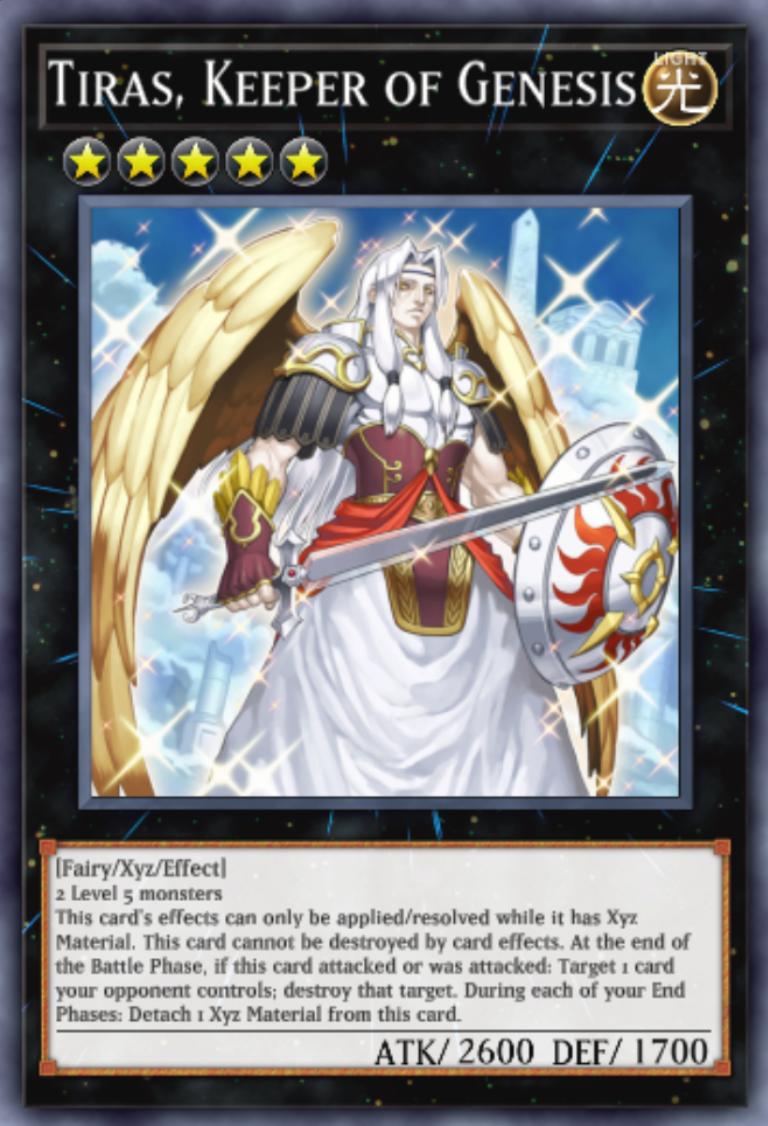 TIRAS, KEEPER OF GENESIS
LIGHT
光
[Fairy/Xyz/Effect]
2 Level 5 monsters
This card's effects can only be applied/resolved while it has Xyz
Material. This card cannot be destroyed by card effects. At the end of
the Battle Phase, if this card attacked or was attacked: Target 1 card
your opponent controls; destroy that target. During each of your End
Phases: Detach 1 Xyz Material from this card.
ATK/ 2600 DEF/ 1700